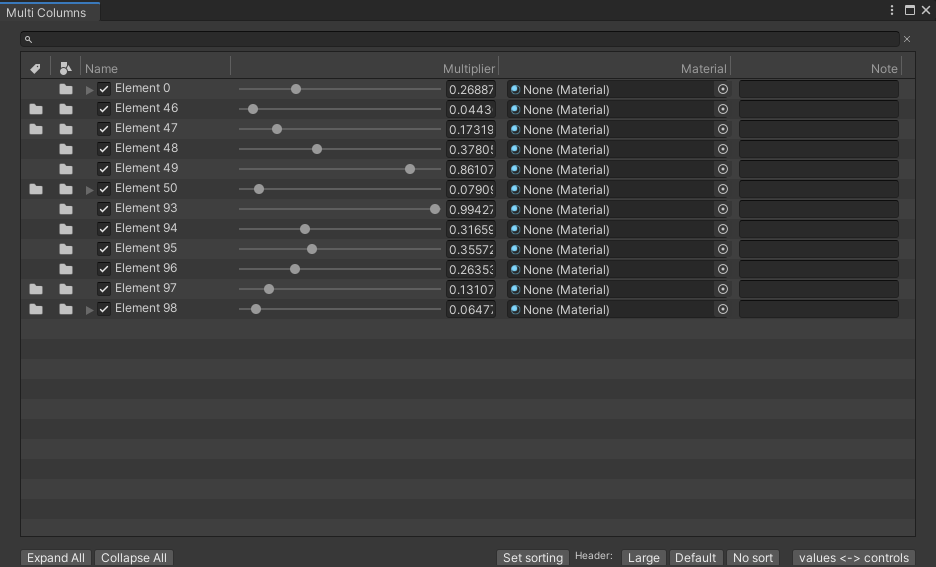 Multi Columns
Name Multiplier Material Note
Element 0 0.26887 None (Material)
Element 46 0.0443 None (Material)
Element 47 0.17319 None (Material)
Element 48 0.3780 None (Material)
Element 49 0.86107 None (Material)
Element 50 0.0790 None (Material)
Element 93 0.99427 None (Material)
Element 94 0.31659 None (Material)
Element 95 0.35572 None (Material)
Element 96 0.26353 None (Material)
Element 97 0.13107 None (Material)
Element 98 0.0647 None (Material)
Expand All Collapse All Set sorting Header: Large Default No sort values <-> controls